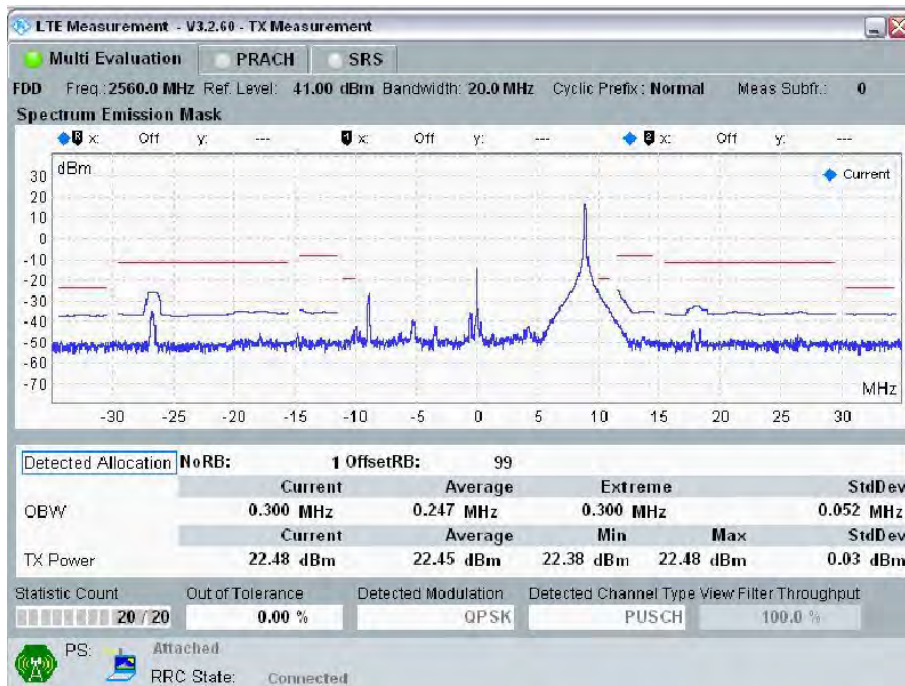 LTE Measurement - V3.2.60 - TX Measurement
Multi Evaluation PRACH SRS
FDD Freq.:2560.0 MHz Ref. Level: 41.00 dBm Bandwidth: 20.0 MHz Cyclic Prefix: Normal Meas Subfr.: 0
Spectrum Emission Mask
R x: Off y: --- 1 x: Off y: --- 2 x: Off y: ---
dBm
Current
30
20
10
0
-10
-20
-30
-40
-50
-60
-70
MHz
-30 -25 -20 -15 -10 -5 0 5 10 15 20 25 30
Detected Allocation NoRB: 1 OffsetRB: 99
Current Average Extreme StdDev
OBW 0.300 MHz 0.247 MHz 0.300 MHz 0.052 MHz
Current Average Min Max StdDev
TX Power 22.48 dBm 22.45 dBm 22.38 dBm 22.48 dBm 0.03 dBm
Statistic Count Out of Tolerance Detected Modulation Detected Channel Type View Filter Throughput
20 / 20 0.00 % QPSK PUSCH 100.0 %
PS: Attached
RRC State: Connected